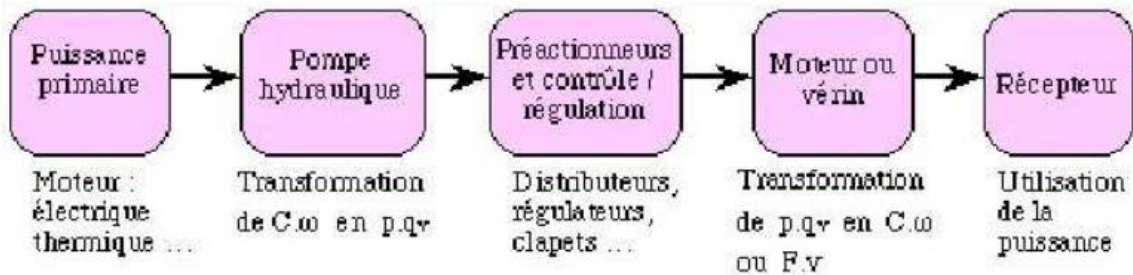 Puissance
primaire
Pompe
hydraulique
Préactionneurs
et contrôle /
régulation
Moteur ou
vérin
Récepteur
Moteur :
électrique
thermique ...
Transformation
de C.ω en p.qv
Distributeurs,
régulateurs,
clapets ...
Transformation
de p.qv en C.ω
ou F.v
Utilisation
de la
puissance